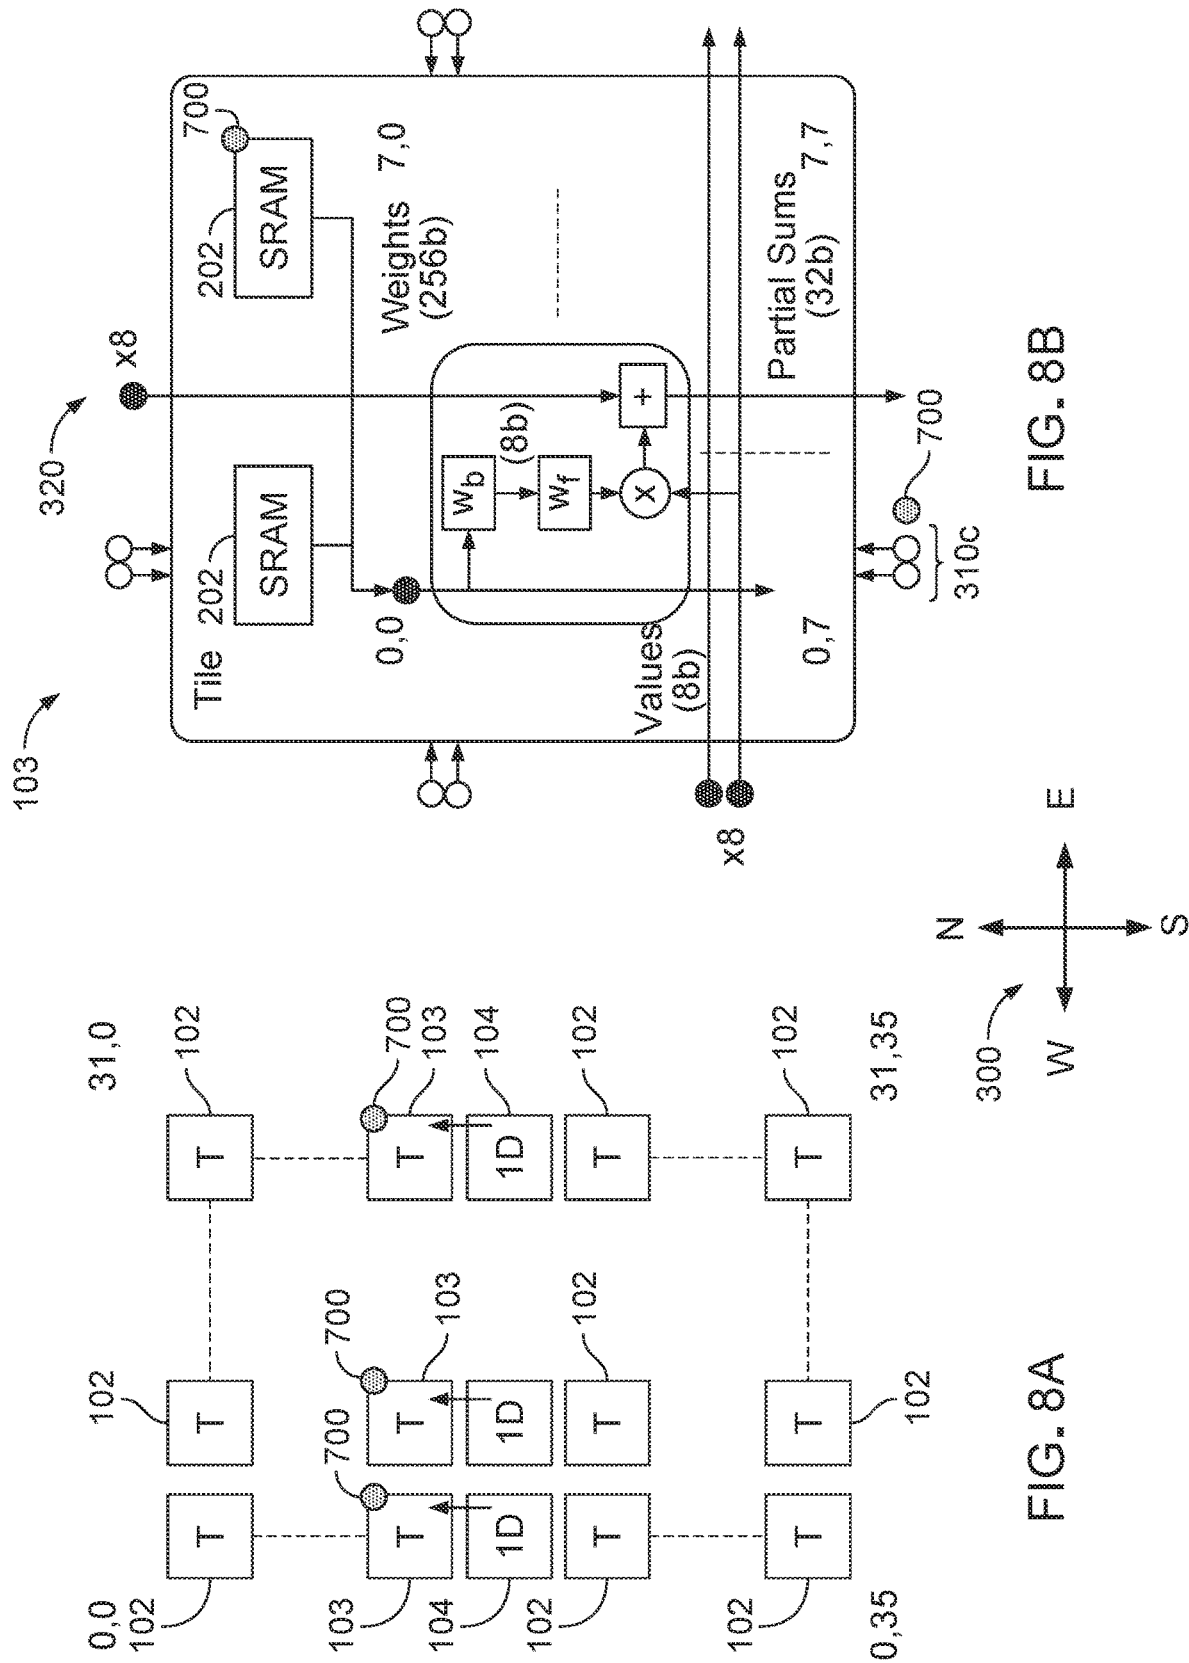 0,0
31,0
102
102
102
T
T
T
700
700
700
T
T
T
103
103
103
1D
1D
1D
104
104
T
T
T
102
102
102
T
T
T
102
102
102
0,35
31,35
FIG. 8A
300
N
W
E
S
103
320
x8
Tile
202
SRAM
202
SRAM
700
0,0
Weights
(256b)
7,0
Wb
(8b)
Wf
X
+
Values
(8b)
x8
0,7
Partial Sums
(32b)
7,7
310c
700
FIG. 8B